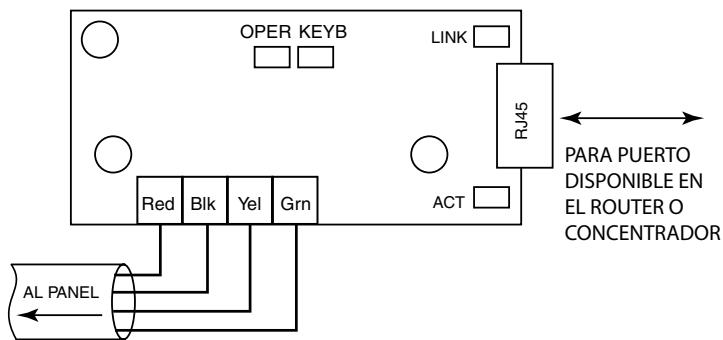 OPER KEYB
LINK
RJ45
PARA PUERTO
DISPONIBLE EN
EL ROUTER O
CONCENTRADOR
ACT
Red Blk Yel Grn
AL PANEL